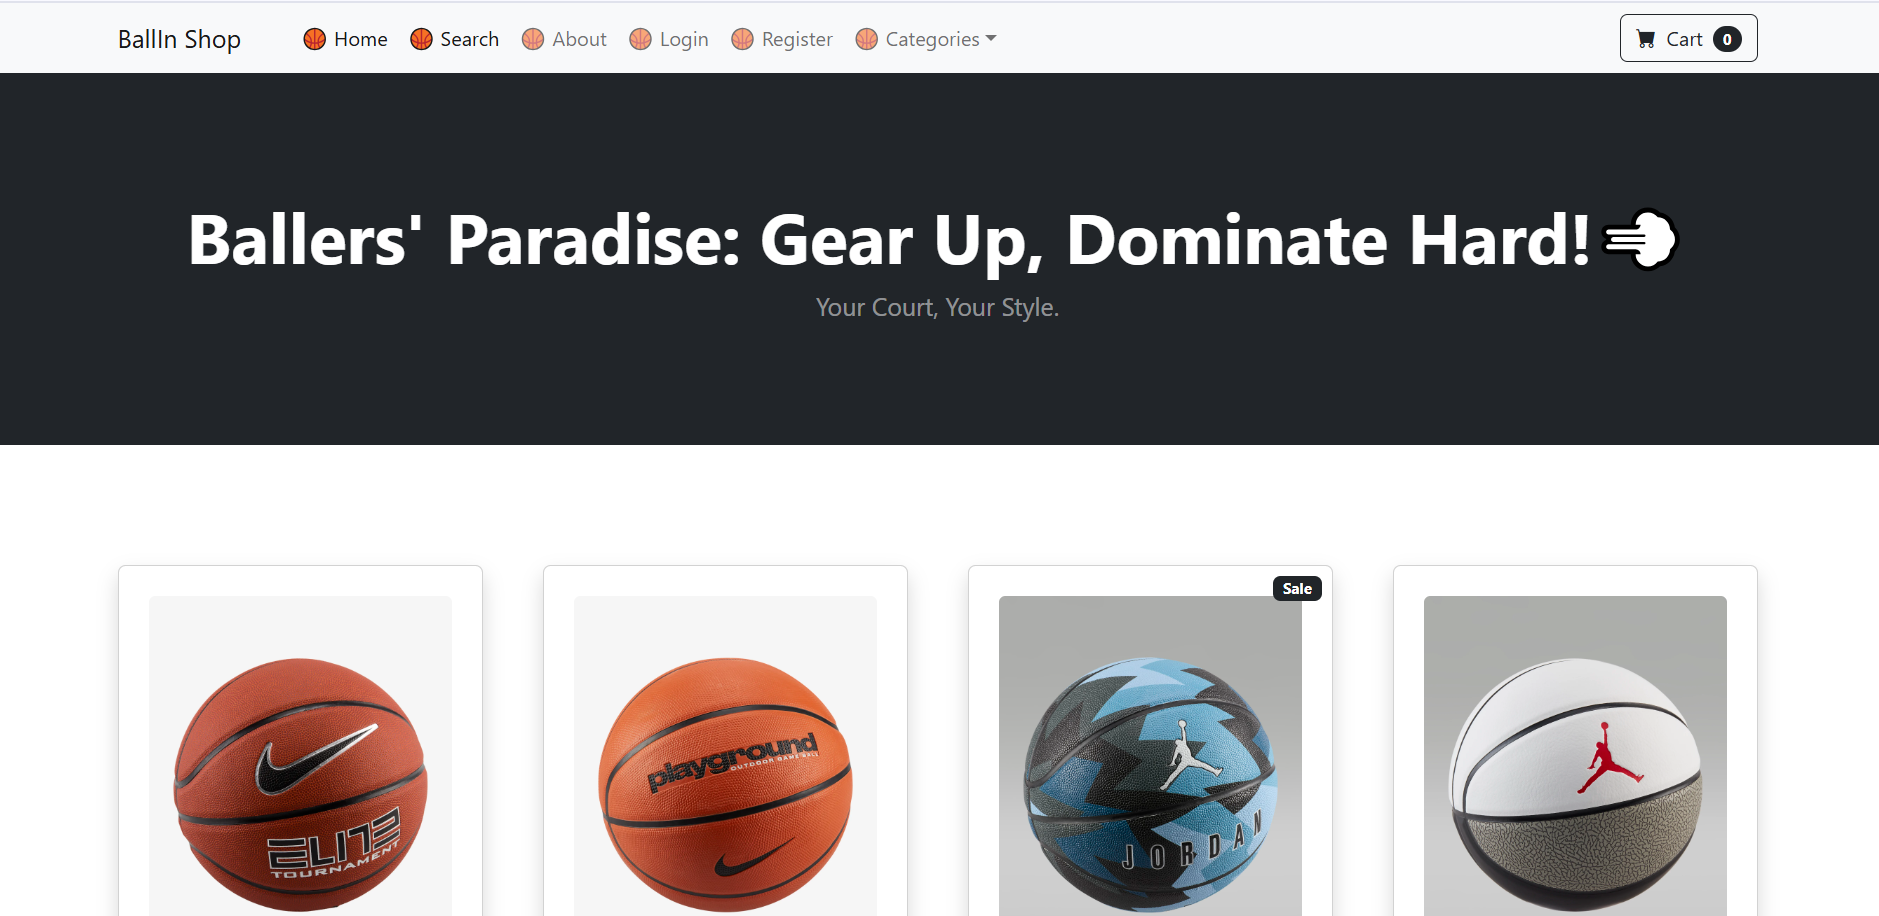 BallIn Shop
🏀 Home
🏀 Search
🏀 About
🏀 Login
🏀 Register
🏀 Categories
Cart 0
Ballers' Paradise: Gear Up, Dominate Hard!💨
Your Court, Your Style.
ELITE
TOURNAMENT
playground
OUTDOOR GAME BALL
Sale
JORDAN